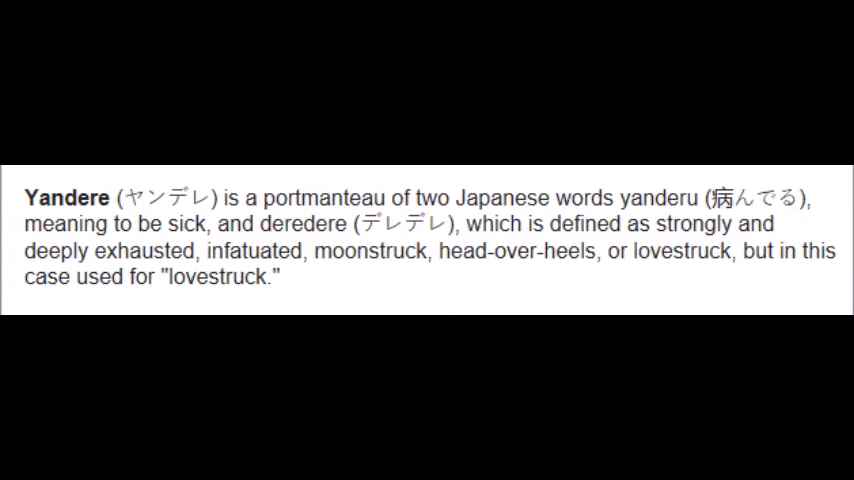 Yandere (ヤンデレ) is a portmanteau of two Japanese words yanderu (病んでる),
meaning to be sick, and deredere (デレデレ), which is defined as strongly and
deeply exhausted, infatuated, moonstruck, head-over-heels, or lovestruck, but in this
case used for "lovestruck."